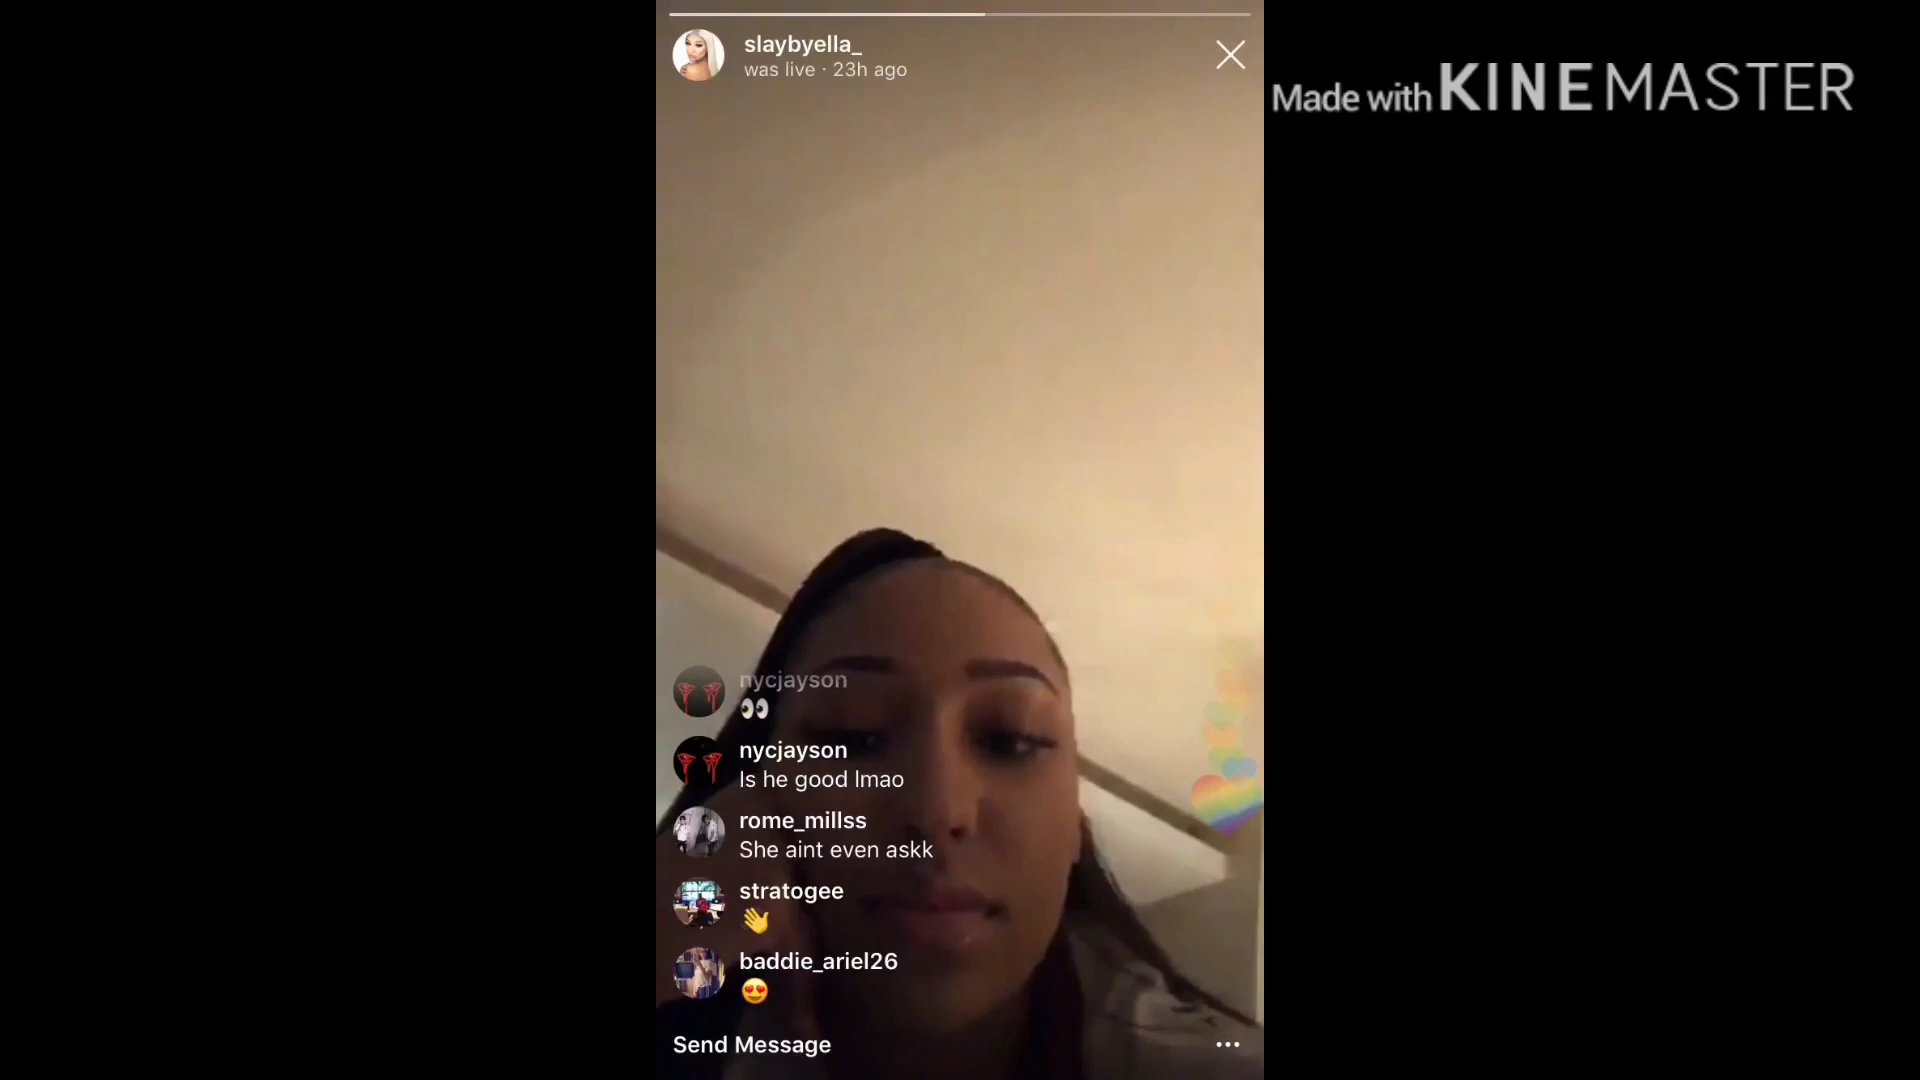 slaybyella_
was live · 23h ago
Made with KINEMASTER
nycjayson
👀
nycjayson
Is he good lmao
rome_millss
She aint even askk
stratogee
👋
baddie_ariel26
😍
Send Message